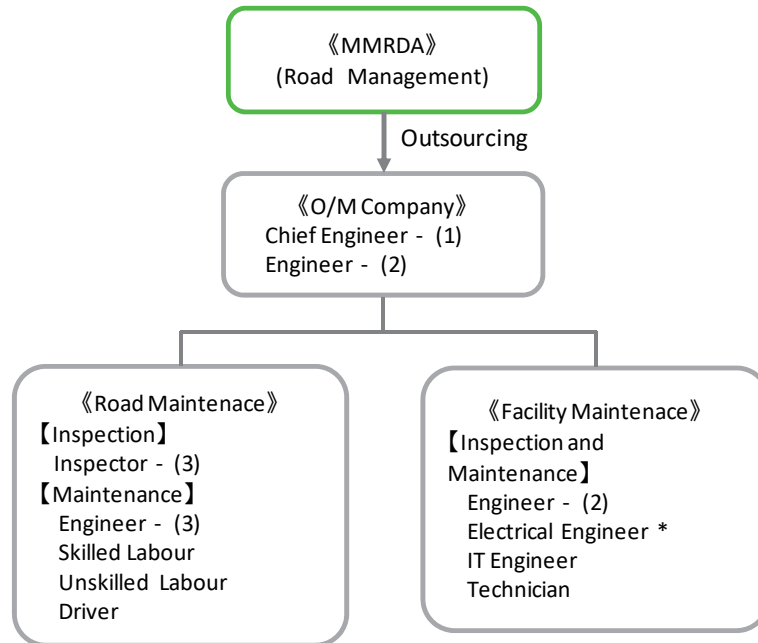 《MMRDA》
(Road Management)
Outsourcing
《O/M Company》
Chief Engineer - (1)
Engineer - (2)
《Road Maintenace》
【Inspection】
Inspector - (3)
【Maintenance】
Engineer - (3)
Skilled Labour
Unskilled Labour
Driver
《Facility Maintenace》
【Inspection and
Maintenance】
Engineer - (2)
Electrical Engineer *
IT Engineer
Technician